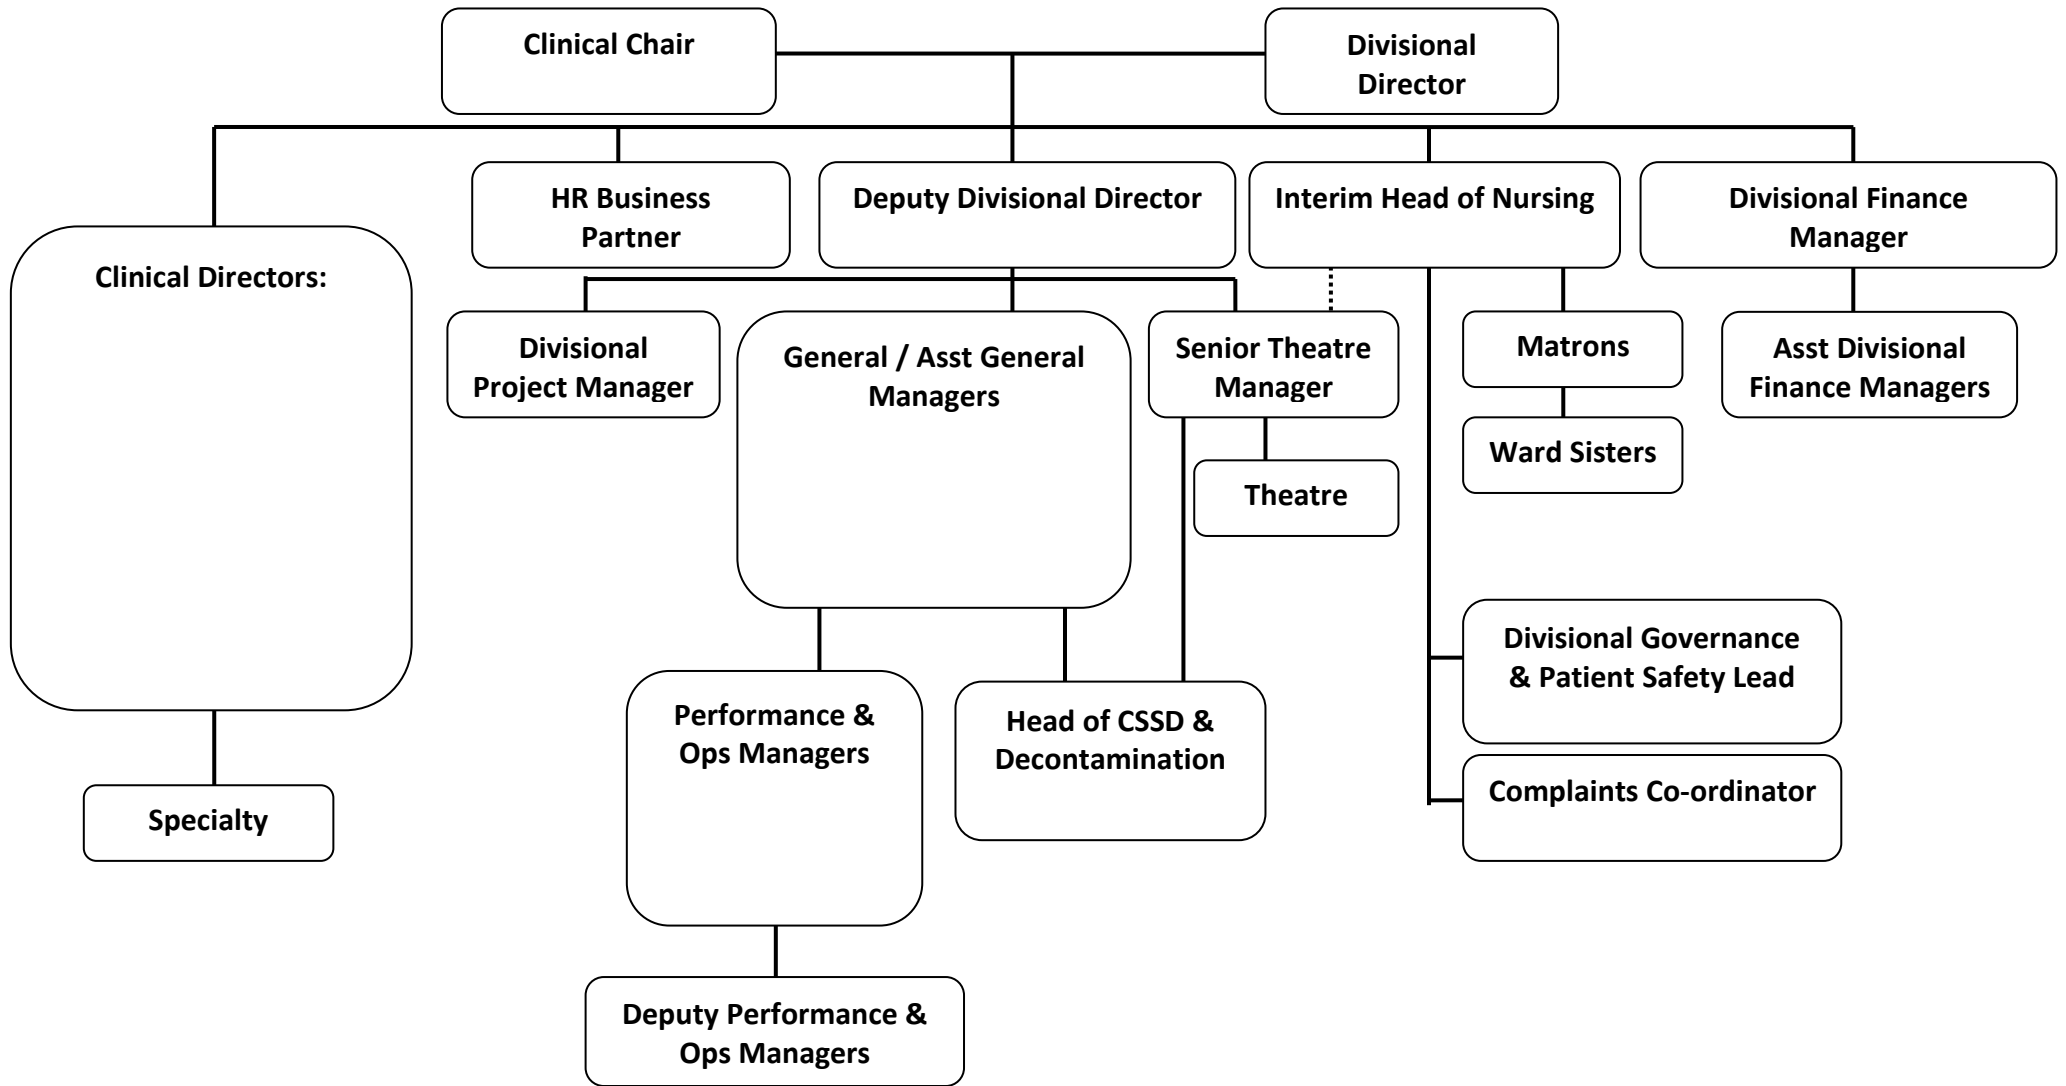 Clinical Chair
Divisional
Director
HR Business
Partner
Deputy Divisional Director
Interim Head of Nursing
Divisional Finance
Manager
Clinical Directors:
Divisional
Project Manager
General / Asst General
Managers
Senior Theatre
Manager
Matrons
Asst Divisional
Finance Managers
Ward Sisters
Theatre
Divisional Governance
& Patient Safety Lead
Performance &
Ops Managers
Head of CSSD &
Decontamination
Complaints Co-ordinator
Specialty
Deputy Performance &
Ops Managers